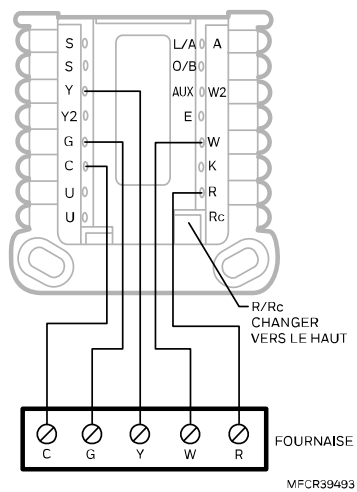 S L/A A
S O/B
Y AUX W2
Y2 E
G W
C K
U R
U Rc
R/Rc
CHANGER
VERS LE HAUT
C G Y W R
FOURNAISE
MFCR39493